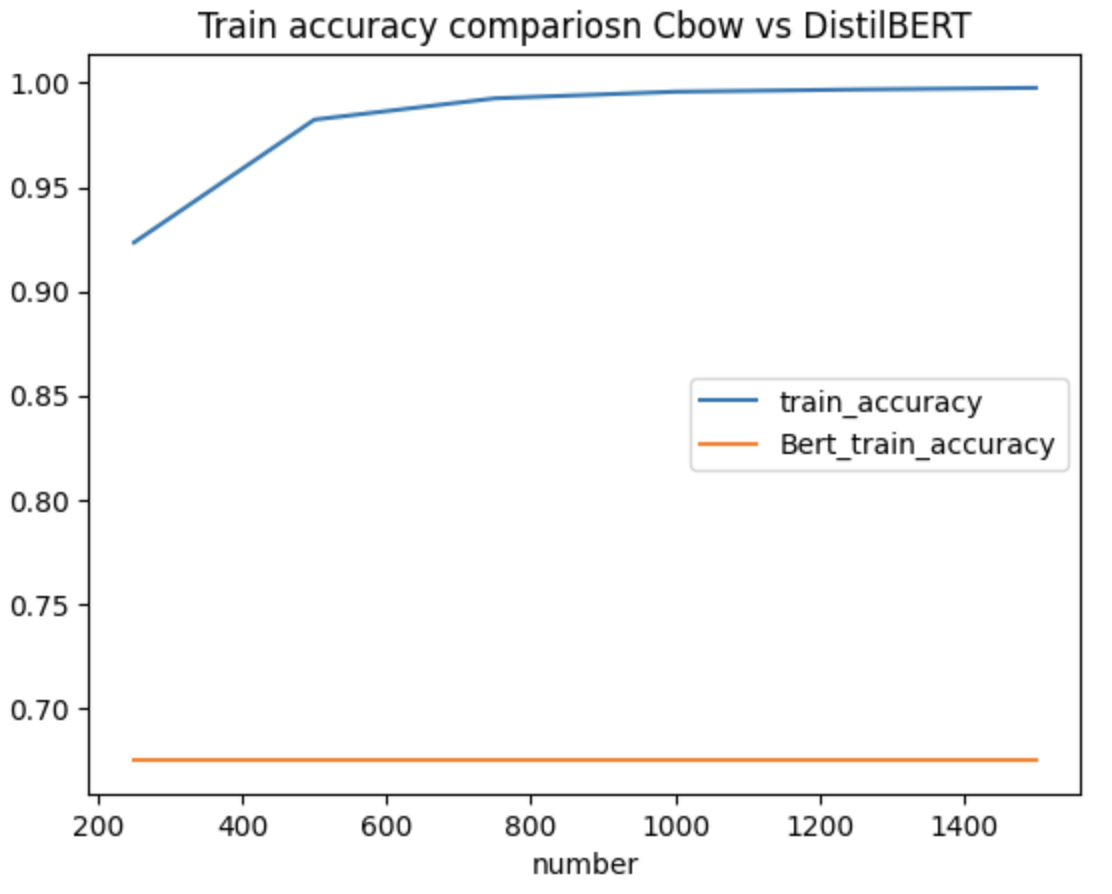 Train accuracy compariosn Cbow vs DistilBERT
1.00
0.95
0.90
0.85
0.80
0.75
0.70
train_accuracy
Bert_train_accuracy
200 400 600 800 1000 1200 1400
number